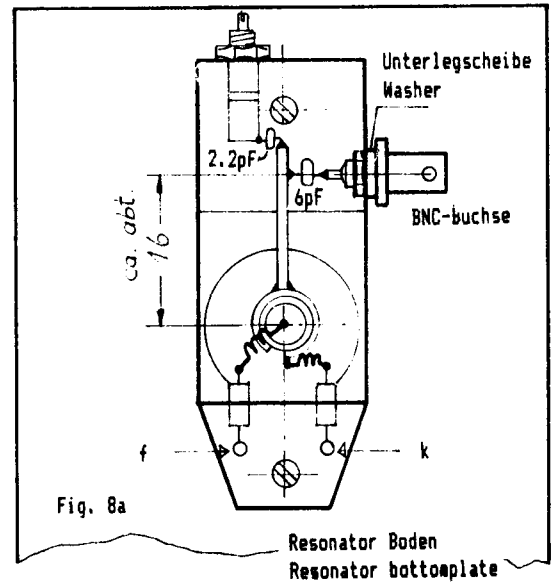 Unterlegscheibe
Washer
2.2pF
6pF
BNC-buchse
ca. abt.
16
f
k
Fig. 8a
Resonator Boden
Resonator bottomplate